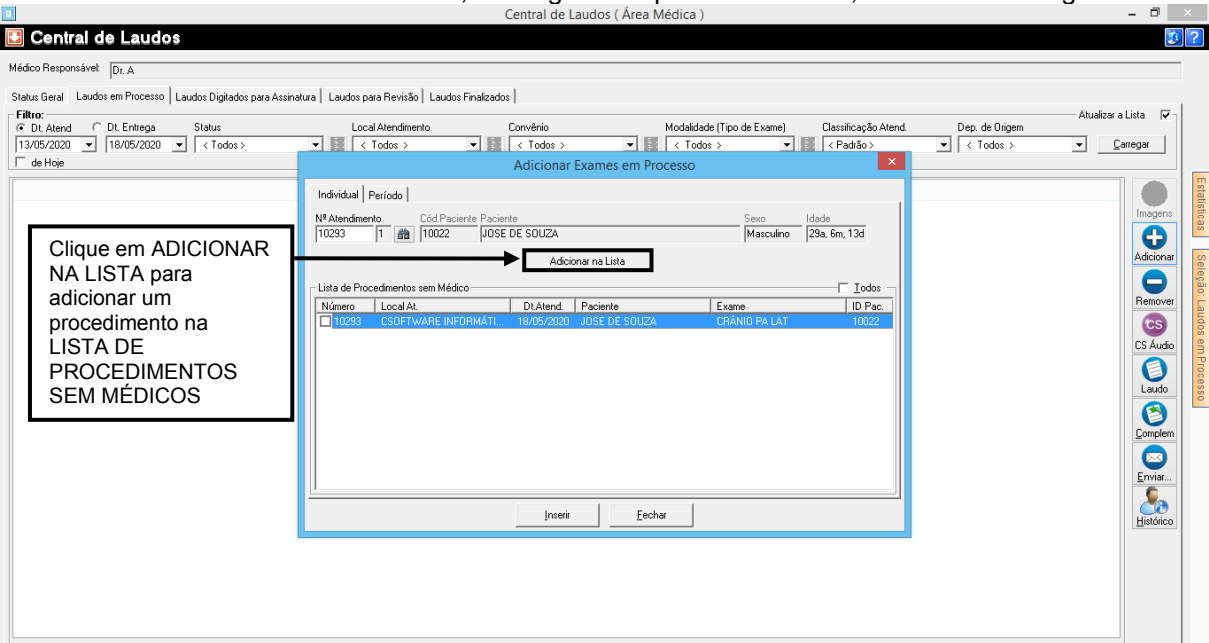 Central de Laudos ( Área Médica )
Central de Laudos
Médico Responsável: Dr. A
Status Geral Laudos em Processo Laudos Digitados para Assinatura Laudos para Revisão Laudos Finalizados
Filtro: Atualizar a Lista
Dt. Atend Dt. Entrega Status Local Atendimento Convênio Modalidade (Tipo de Exame) Classificação Atend. Dep. de Origem
13/05/2020 18/05/2020 < Todos > < Todos > < Todos > < Todos > < Padrão > < Todos > Carregar
de Hoje
Adicionar Exames em Processo
Individual Período
Nº Atendimento Cód.Paciente Paciente Sexo Idade
10293 1 10022 JOSE DE SOUZA Masculino 29a, 6m, 13d
Adicionar na Lista
Lista de Procedimentos sem Médico Todos
Número Local At. Dt.Atend. Paciente Exame ID Pac.
10293 CSOFTWARE INFORMÁTI... 18/05/2020 JOSE DE SOUZA CRÂNIO PA LAT 10022
Inserir Fechar
Clique em ADICIONAR
NA LISTA para
adicionar um
procedimento na
LISTA DE
PROCEDIMENTOS
SEM MÉDICOS
Imagens
Adicionar
Remover
CS
CS Áudio
Laudo
Complem
Enviar...
Histórico
Estatísticas
Seleção: Laudos em Processo